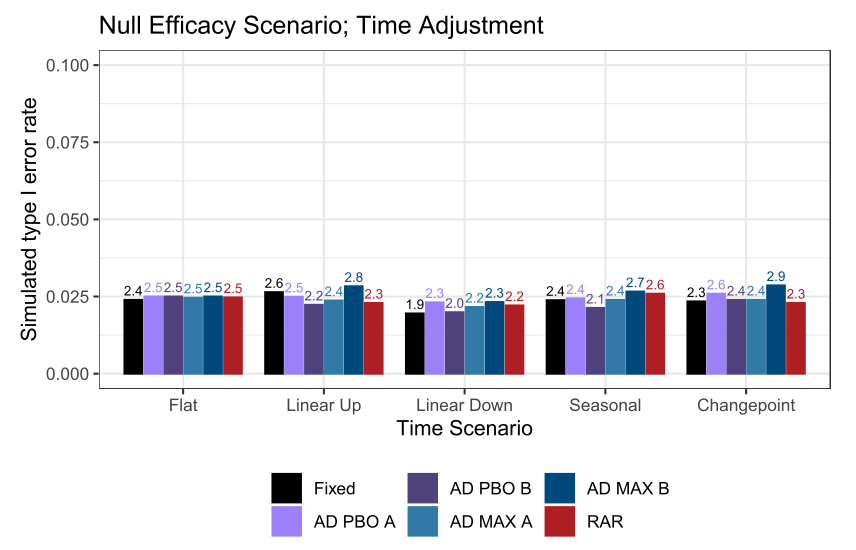 Null Efficacy Scenario; Time Adjustment
Simulated type I error rate
0.100
0.075
0.050
0.025
0.000
2.4 2.5 2.5 2.5 2.5 2.5
2.6 2.5 2.2 2.4 2.8 2.3
1.9 2.3 2.0 2.2 2.3 2.2
2.4 2.4 2.1 2.4 2.7 2.6
2.3 2.6 2.4 2.4 2.9 2.3
Flat Linear Up Linear Down Seasonal Changepoint
Time Scenario
Fixed AD PBO B AD MAX B
AD PBO A AD MAX A RAR